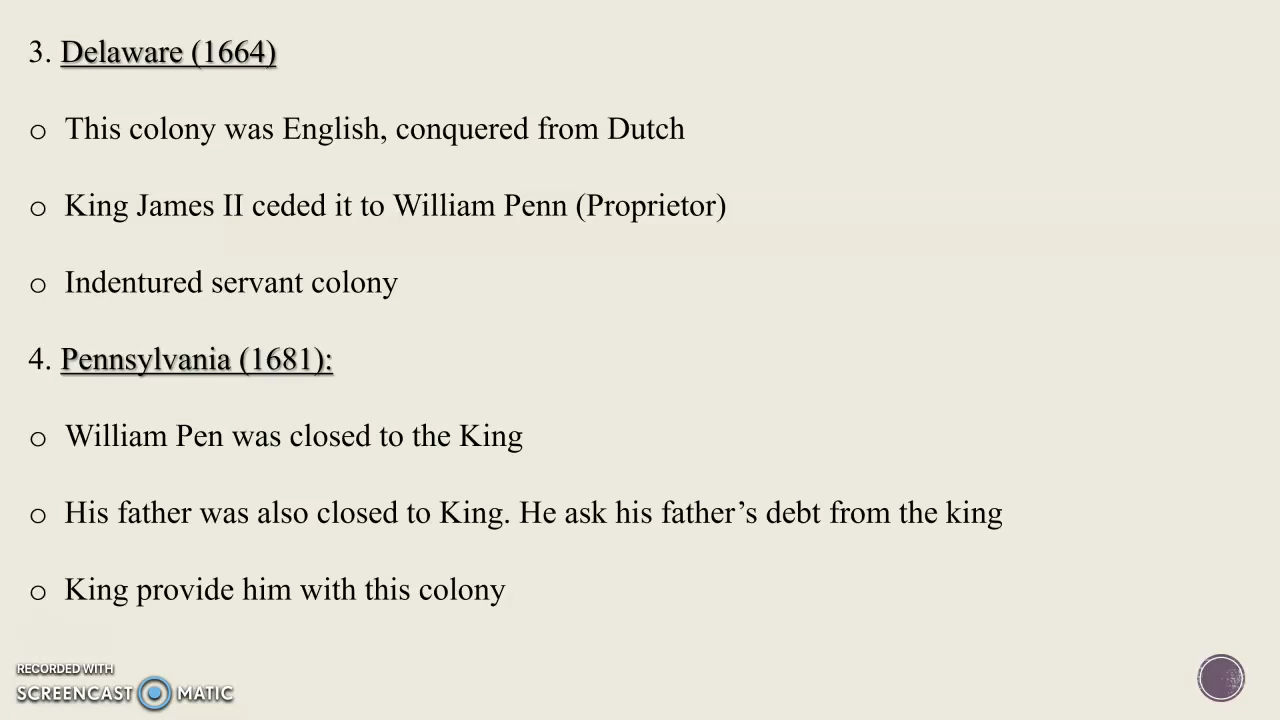 3. Delaware (1664)
o This colony was English, conquered from Dutch
o King James II ceded it to William Penn (Proprietor)
o Indentured servant colony
4. Pennsylvania (1681):
o William Pen was closed to the King
o His father was also closed to King. He ask his father’s debt from the king
o King provide him with this colony
RECORDED WITH
SCREENCAST MATIC